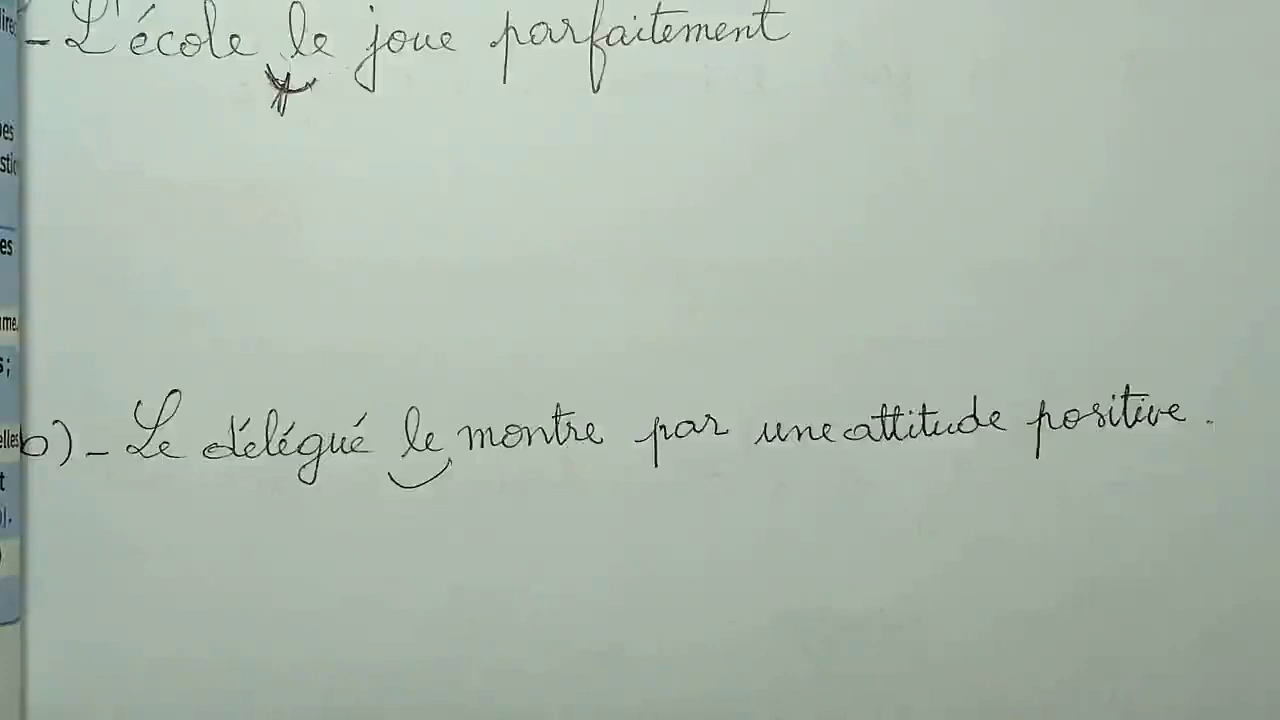 - L'école le joue parfaitement
b) - Le délégué le montre par une attitude positive.